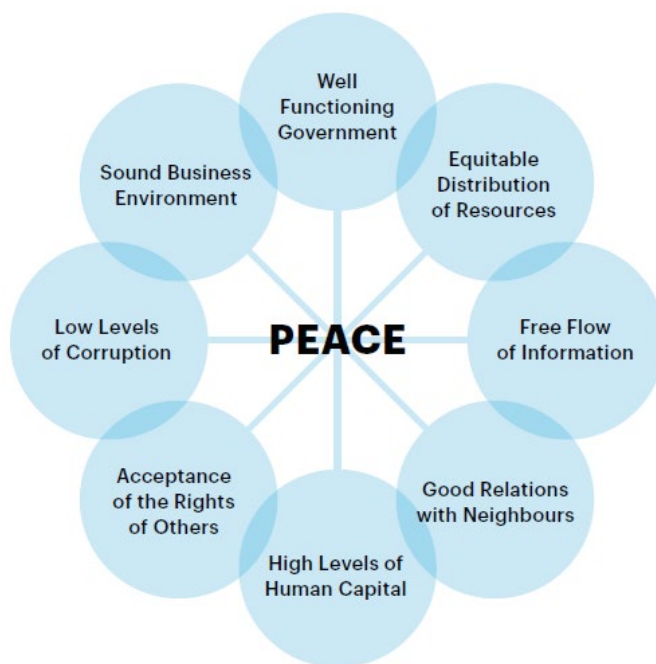 Well
Functioning
Government
Equitable
Distribution
of Resources
Free Flow
of Information
Good Relations
with Neighbours
High Levels of
Human Capital
Acceptance
of the Rights
of Others
Low Levels
of Corruption
Sound Business
Environment
PEACE